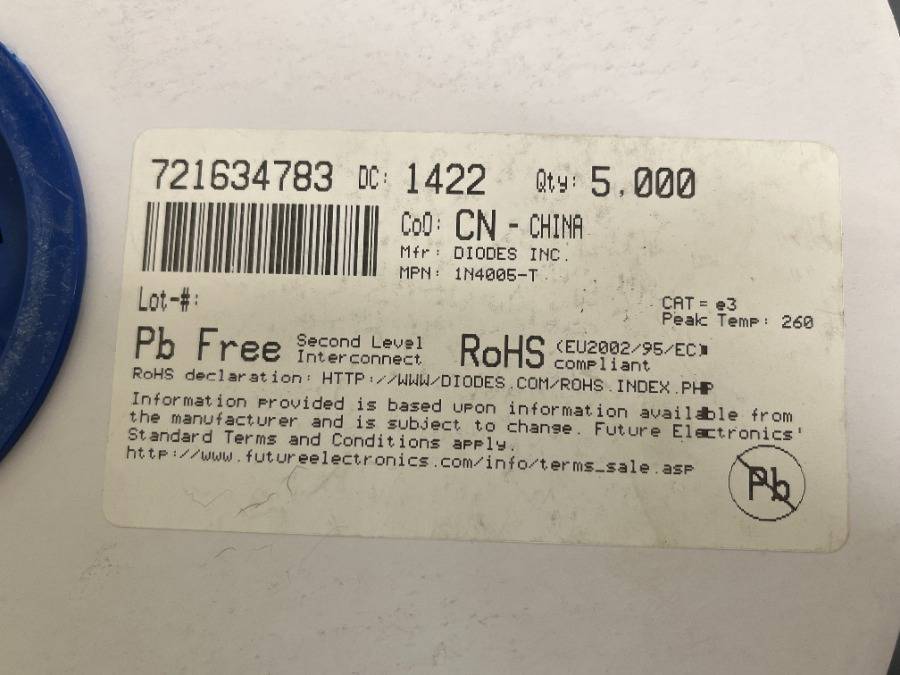 721634783 DC: 1422 Qty: 5,000
CoO: CN - CHINA
Mfr: DIODES INC.
MPN: 1N4005-T
Lot-#:
CAT = e3
Peak Temp: 260
Pb Free Second Level Interconnect RoHS (EU2002/95/EC) compliant
RoHS declaration: HTTP://WWW/DIODES.COM/ROHS.INDEX.PHP
Information provided is based upon information available from
the manufacturer and is subject to change. Future Electronics'
Standard Terms and Conditions apply.
http://www.futureelectronics.com/info/terms_sale.asp
Pb